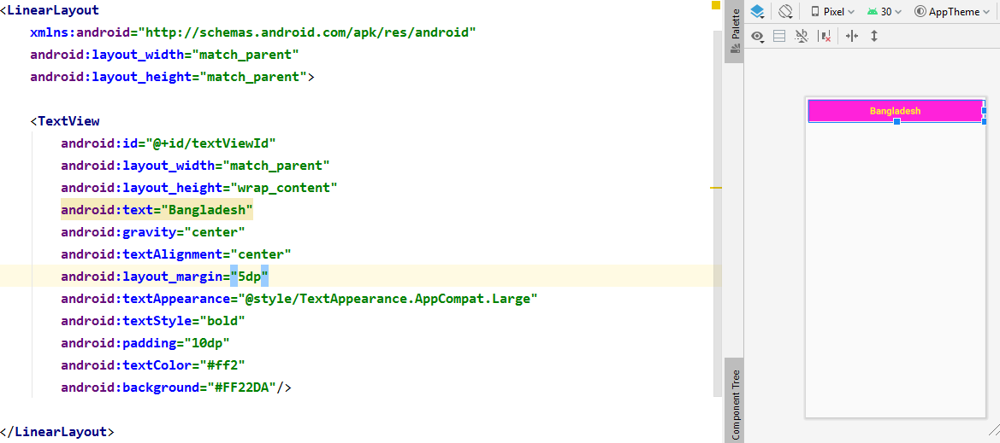 <LinearLayout
xmlns:android="http://schemas.android.com/apk/res/android"
android:layout_width="match_parent"
android:layout_height="match_parent">
<TextView
android:id="@+id/textViewId"
android:layout_width="match_parent"
android:layout_height="wrap_content"
android:text="Bangladesh"
android:gravity="center"
android:textAlignment="center"
android:layout_margin="5dp"
android:textAppearance="@style/TextAppearance.AppCompat.Large"
android:textStyle="bold"
android:padding="10dp"
android:textColor="#ff2"
android:background="#FF22DA"/>
</LinearLayout>
Palette
Component Tree
Pixel 30 AppTheme
Bangladesh